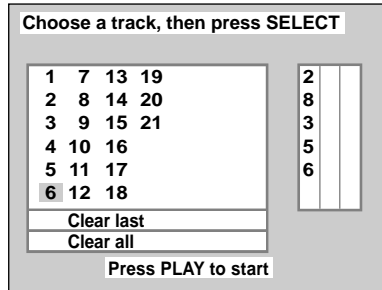 Choose a track, then press SELECT
1 7 13 19
2 8 14 20
3 9 15 21
4 10 16
5 11 17
6 12 18
Clear last
Clear all
2
8
3
5
6
Press PLAY to start